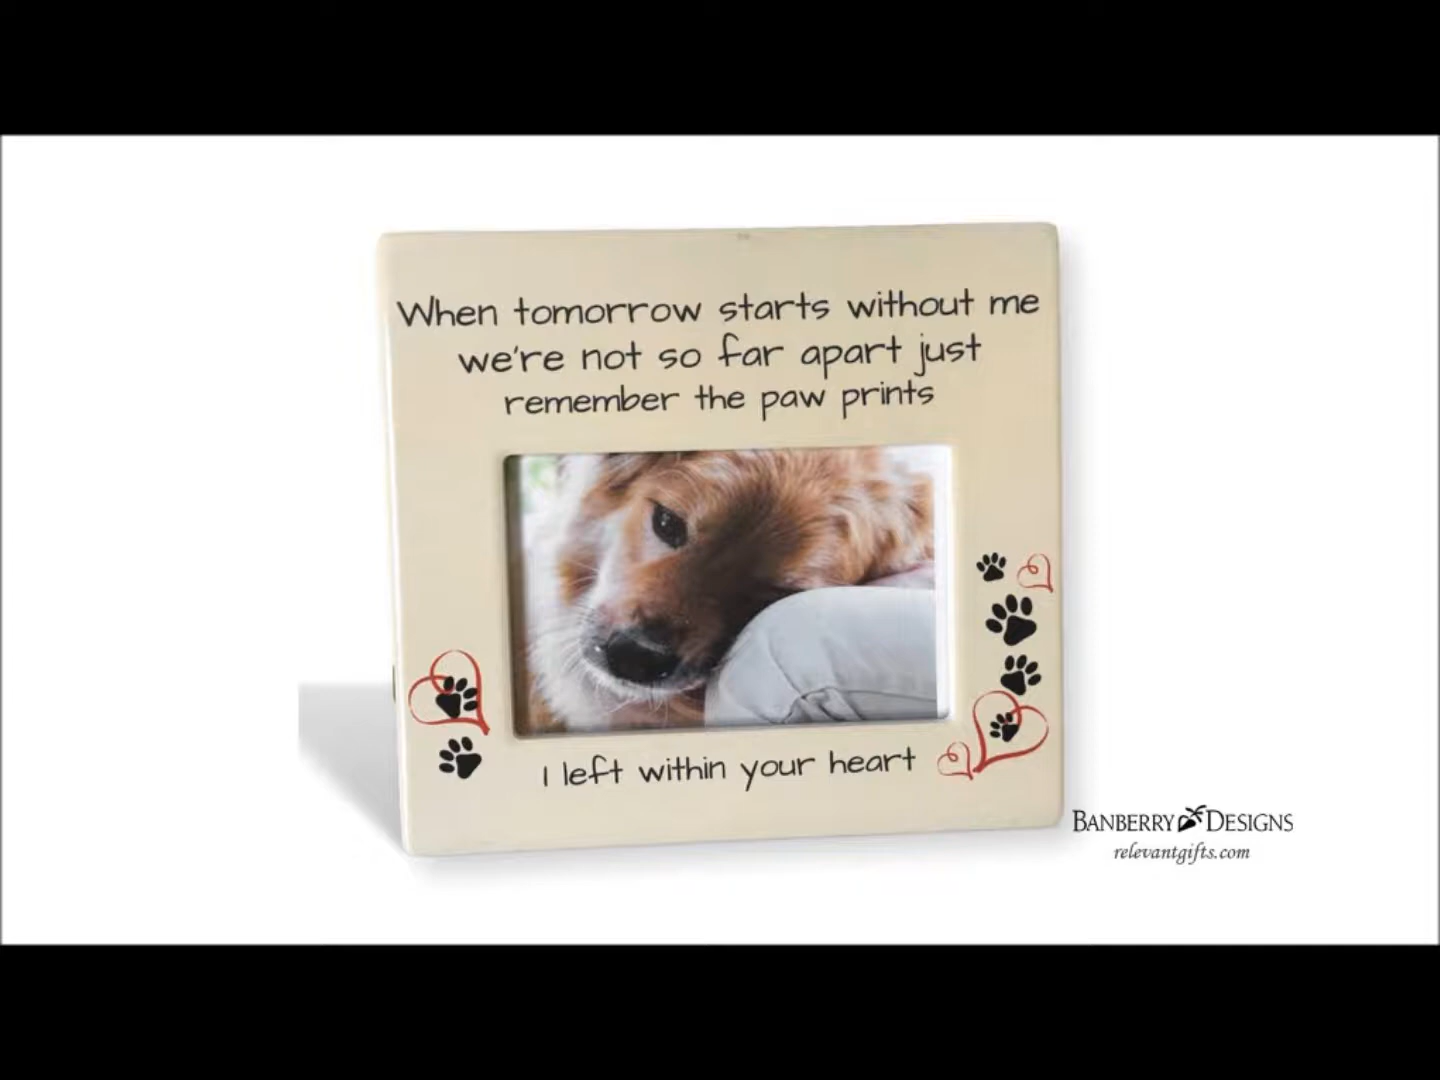 When tomorrow starts without me
we're not so far apart just
remember the paw prints
I left within your heart
BANBERRY DESIGNS
relevantgifts.com